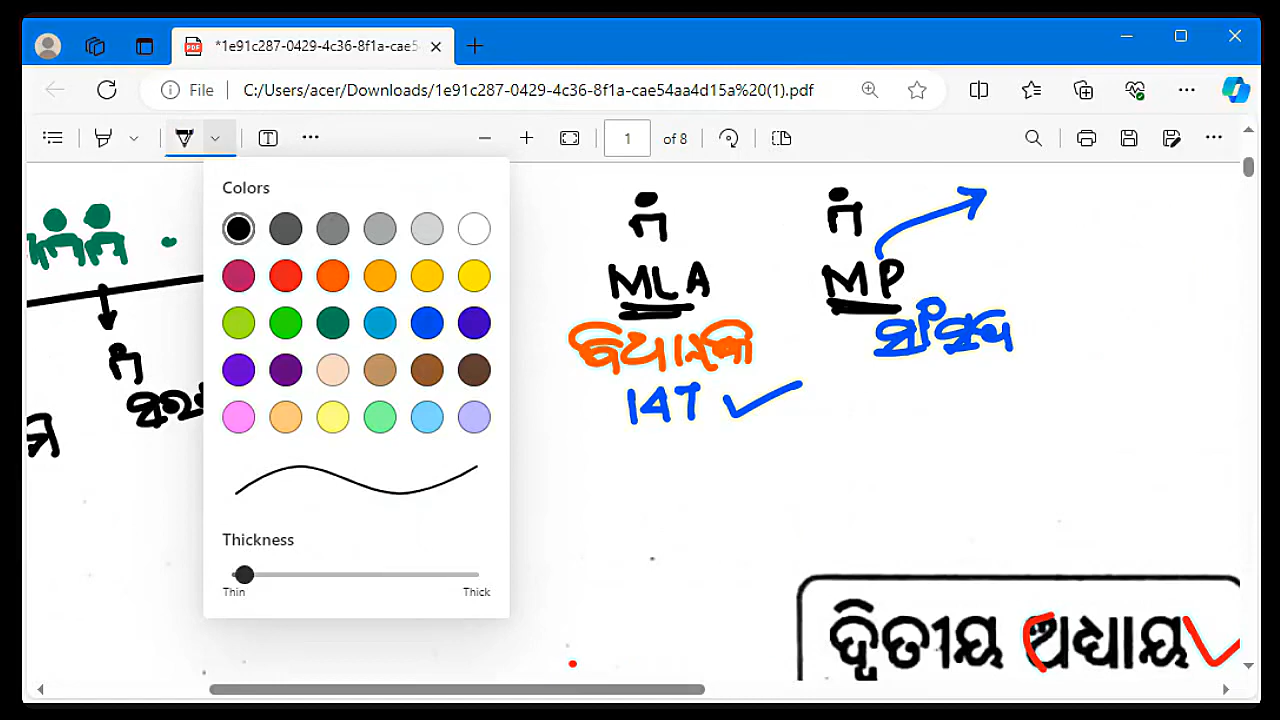 *1e91c287-0429-4c36-8f1a-cae5
File
C:/Users/acer/Downloads/1e91c287-0429-4c36-8f1a-cae54aa4d15a%20(1).pdf
1 of 8
Colors
Thickness
Thin Thick
MLA MP
ସାଂସଦ
147
ଦ୍ୱିତୀୟ ଅଧ୍ୟାୟ